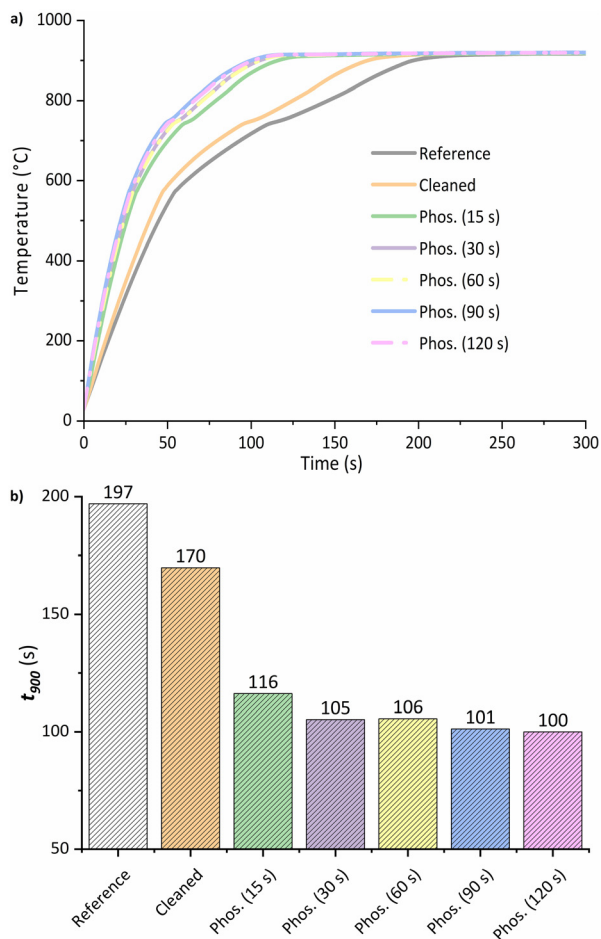 a)
1000
800
600
400
200
0
Temperature (°C)
0 50 100 150 200 250 300
Time (s)
Reference
Cleaned
Phos. (15 s)
Phos. (30 s)
Phos. (60 s)
Phos. (90 s)
Phos. (120 s)
b)
200
150
100
50
t900 (s)
197
170
116
105
106
101
100
Reference
Cleaned
Phos. (15 s)
Phos. (30 s)
Phos. (60 s)
Phos. (90 s)
Phos. (120 s)